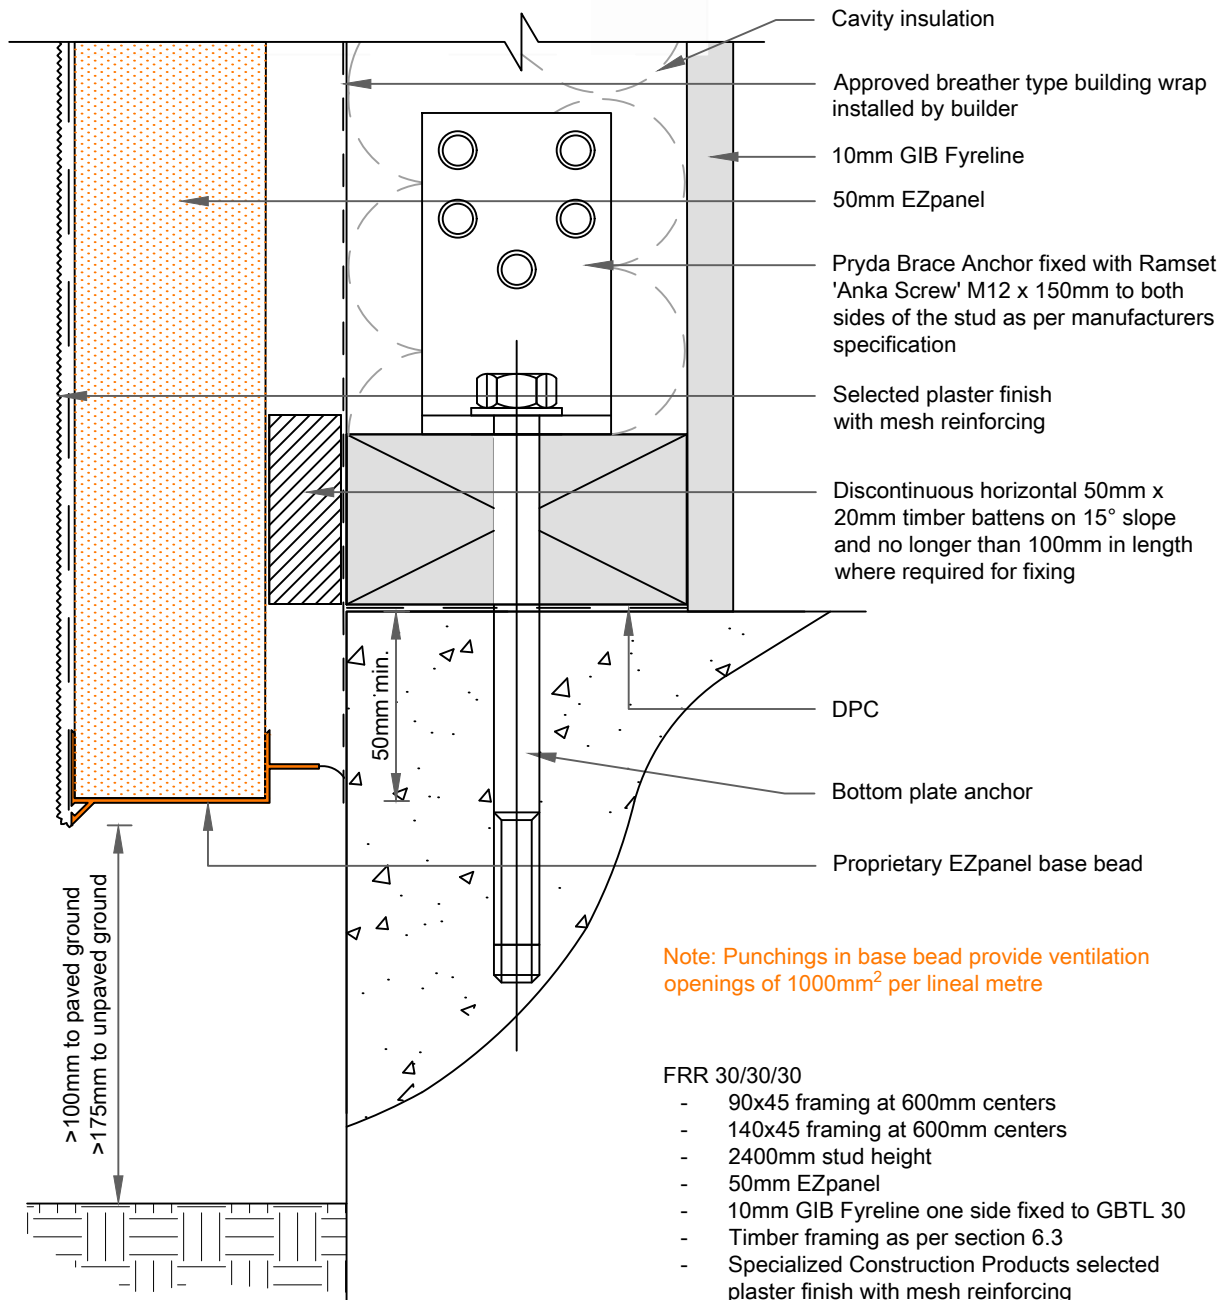 Cavity insulation
Approved breather type building wrap
installed by builder
10mm GIB Fyreline
50mm EZpanel
Pryda Brace Anchor fixed with Ramset
'Anka Screw' M12 x 150mm to both
sides of the stud as per manufacturers
specification
Selected plaster finish
with mesh reinforcing
Discontinuous horizontal 50mm x
20mm timber battens on 15° slope
and no longer than 100mm in length
where required for fixing
50mm min.
DPC
Bottom plate anchor
Proprietary EZpanel base bead
>100mm to paved ground
>175mm to unpaved ground
Note: Punchings in base bead provide ventilation
openings of 1000mm² per lineal metre
FRR 30/30/30
- 90x45 framing at 600mm centers
- 140x45 framing at 600mm centers
- 2400mm stud height
- 50mm EZpanel
- 10mm GIB Fyreline one side fixed to GBTL 30
- Timber framing as per section 6.3
- Specialized Construction Products selected
plaster finish with mesh reinforcing